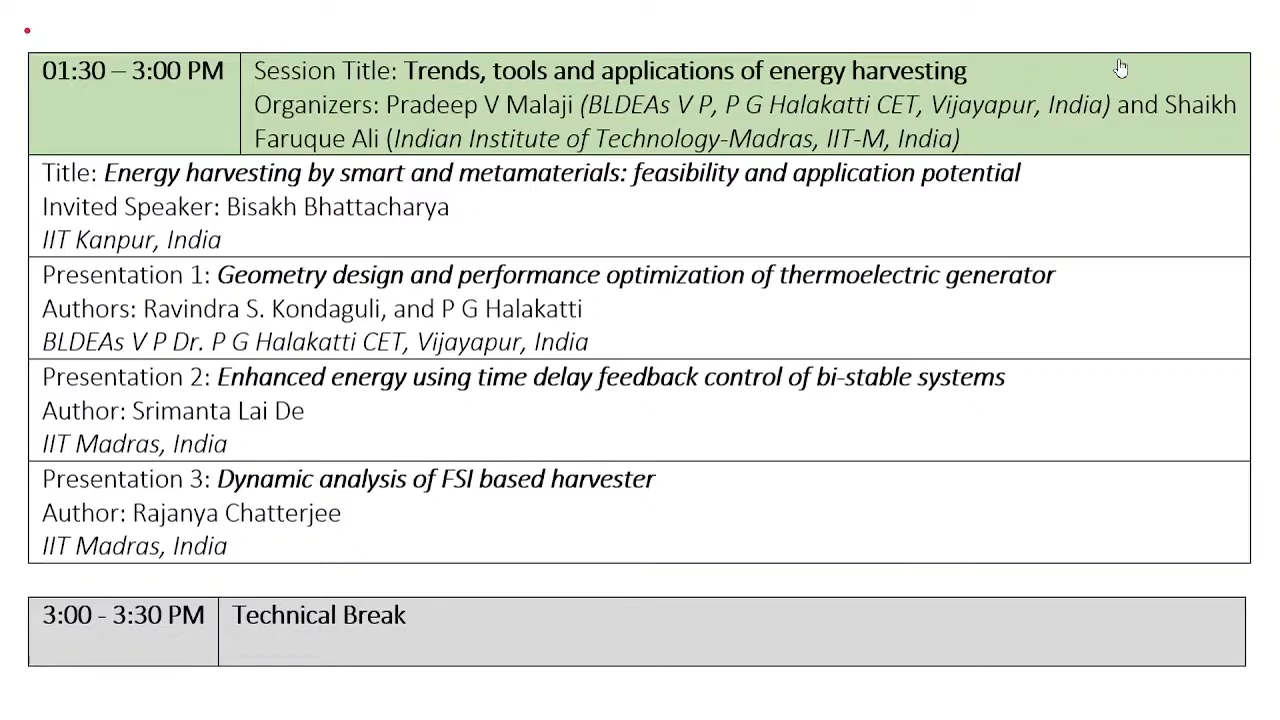 01:30 – 3:00 PM
Session Title: Trends, tools and applications of energy harvesting
Organizers: Pradeep V Malaji (BLDEAs V P, P G Halakatti CET, Vijayapur, India) and Shaikh
Faruque Ali (Indian Institute of Technology-Madras, IIT-M, India)
Title: Energy harvesting by smart and metamaterials: feasibility and application potential
Invited Speaker: Bisakh Bhattacharya
IIT Kanpur, India
Presentation 1: Geometry design and performance optimization of thermoelectric generator
Authors: Ravindra S. Kondaguli, and P G Halakatti
BLDEAs V P Dr. P G Halakatti CET, Vijayapur, India
Presentation 2: Enhanced energy using time delay feedback control of bi-stable systems
Author: Srimanta Lai De
IIT Madras, India
Presentation 3: Dynamic analysis of FSI based harvester
Author: Rajanya Chatterjee
IIT Madras, India
3:00 - 3:30 PM
Technical Break